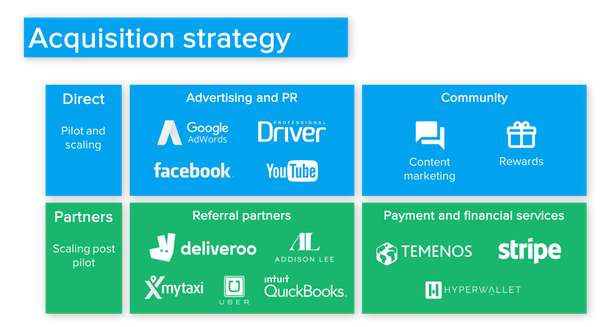 Acquisition strategy
Direct
Pilot and
scaling
Advertising and PR
Google
AdWords
PROFESSIONAL
Driver
facebook
YouTube
Community
Content
marketing
Rewards
Partners
Scaling post
pilot
Referral partners
deliveroo
AL
ADDISON LEE
mytaxi
U
UBER
intuit
QuickBooks
Payment and financial services
TEMENOS
stripe
H
HYPERWALLET